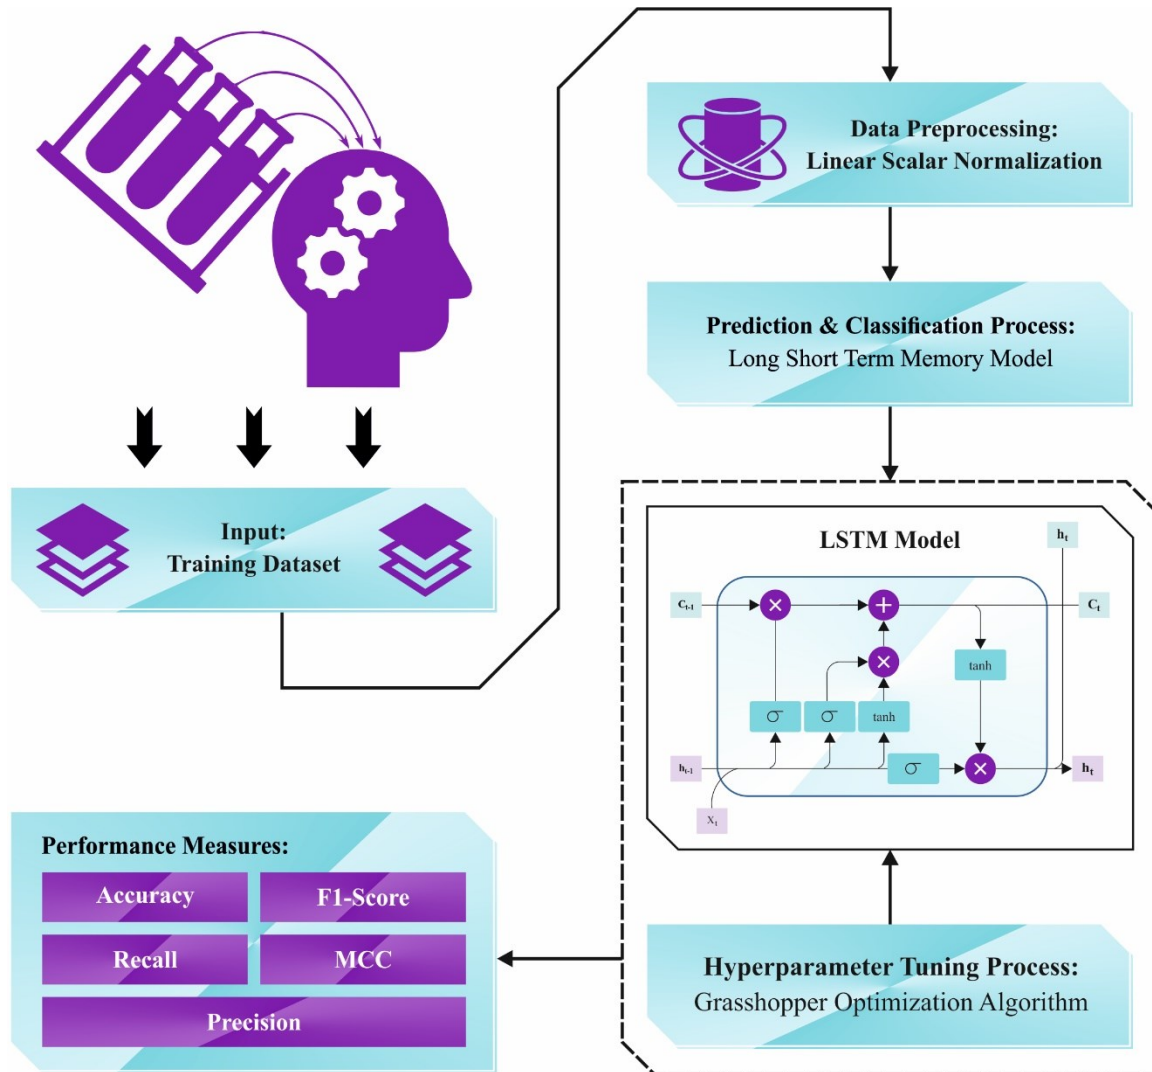 Input:
Training Dataset
Data Preprocessing:
Linear Scalar Normalization
Prediction & Classification Process:
Long Short Term Memory Model
LSTM Model
hₜ
Cₜ₋₁
Cₜ
tanh
σ
σ
tanh
σ
hₜ₋₁
hₜ
Xₜ
Hyperparameter Tuning Process:
Grasshopper Optimization Algorithm
Performance Measures:
Accuracy
F1-Score
Recall
MCC
Precision